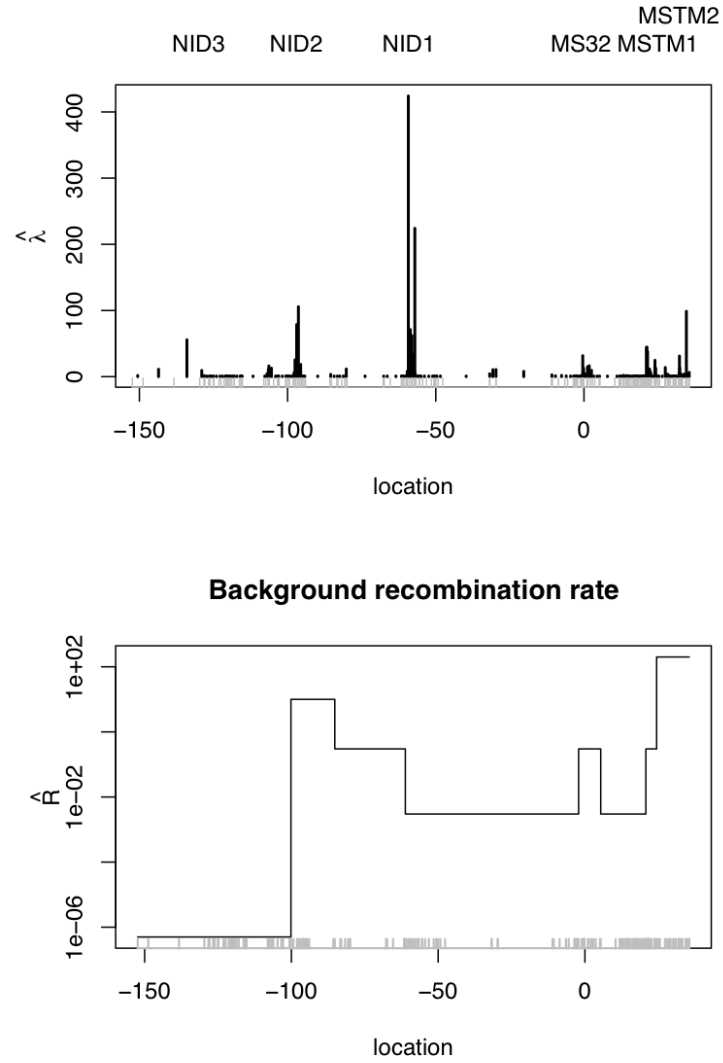 MSTM2
NID3 NID2 NID1 MS32 MSTM1
400
300
200
100
0
λ̂
−150 −100 −50 0
location
Background recombination rate
1e+02
1e−02
1e−06
R̂
−150 −100 −50 0
location